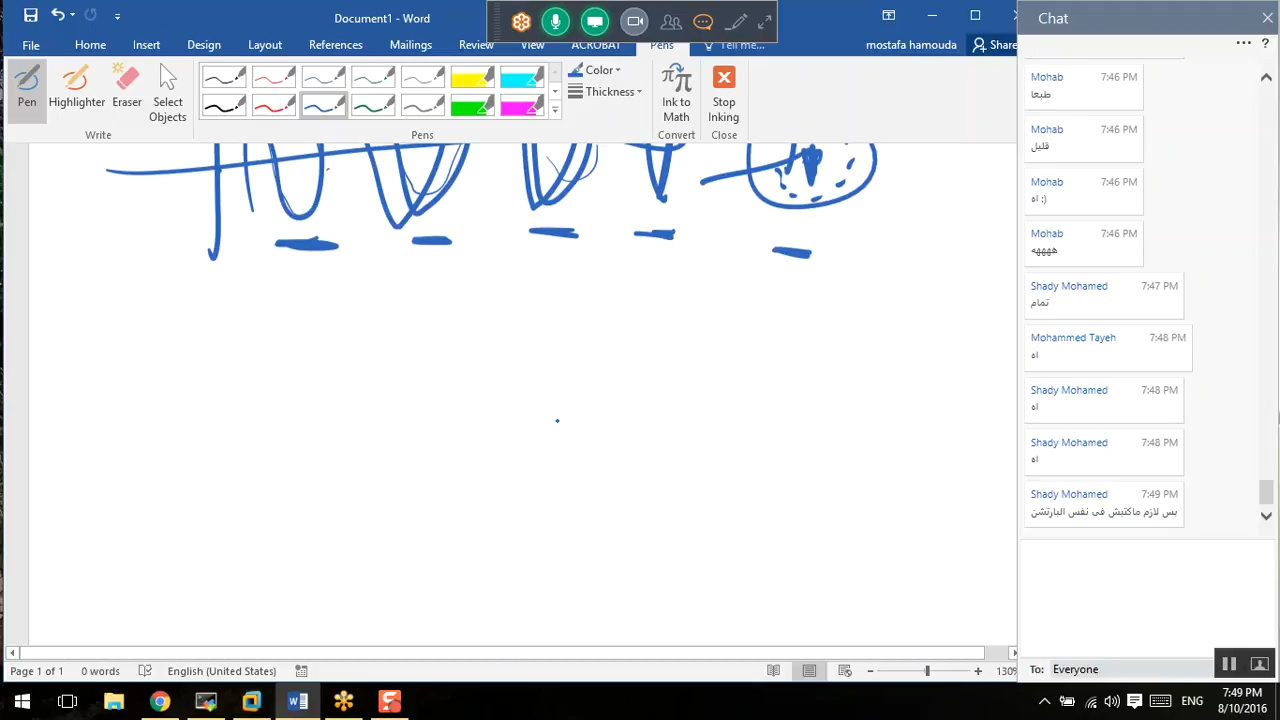 Document1 - Word
Chat
File
Home
Insert
Design
Layout
References
Mailings
Review
View
ACROBAT
Pens
Tell me...
mostafa hamouda
Share
Pen
Highlighter
Eraser
Select Objects
Color
Thickness
Ink to Math
Stop Inking
Write
Pens
Convert
Close
Mohab 7:46 PM
طبعا
Mohab 7:46 PM
قليل
Mohab 7:46 PM
اه :)
Mohab 7:46 PM
هههه
Shady Mohamed 7:47 PM
تمام
Mohammed Tayeh 7:48 PM
اه
Shady Mohamed 7:48 PM
اه
Shady Mohamed 7:48 PM
اه
Shady Mohamed 7:49 PM
بس لازم ماكتبش فى نفس البارتشن
To: Everyone
Page 1 of 1
0 words
English (United States)
130%
ENG
7:49 PM
8/10/2016